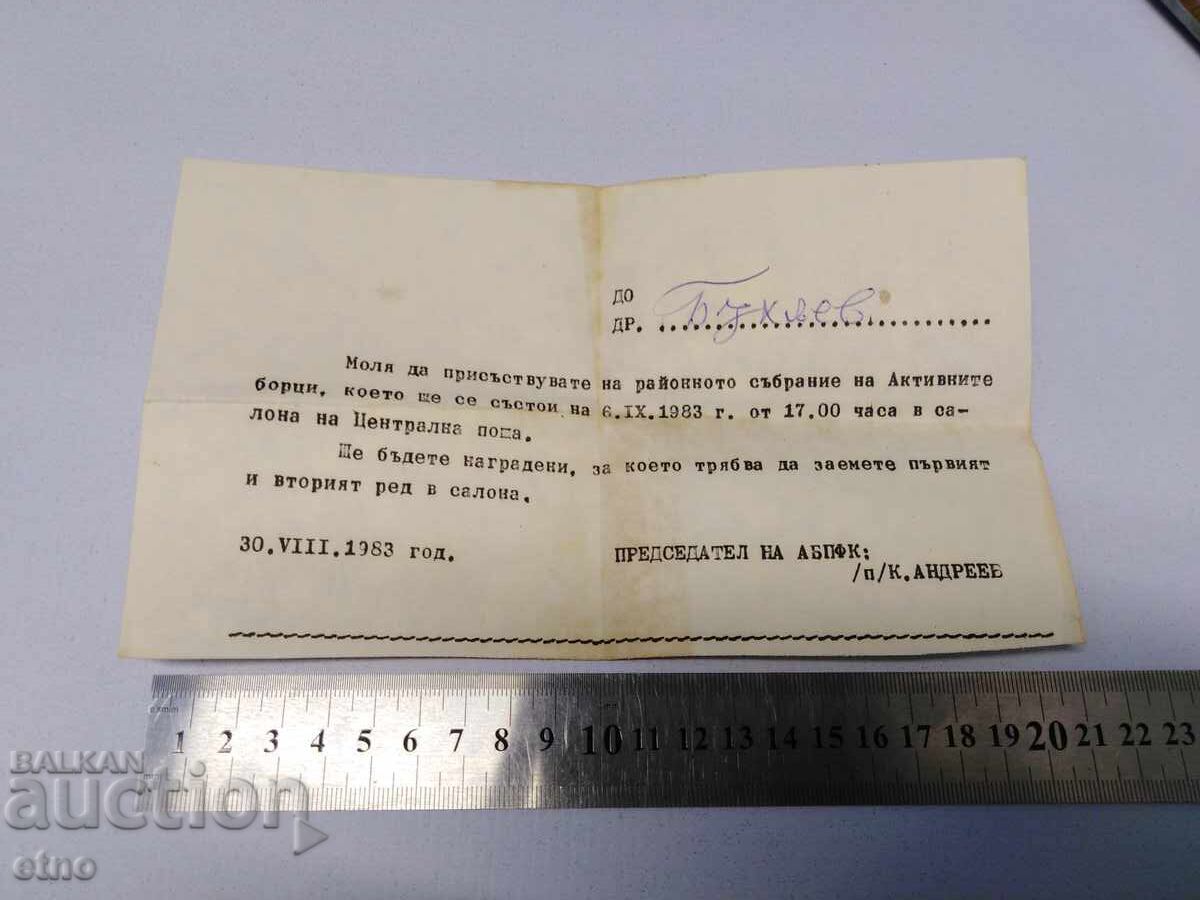 ДО
ДР. Бухлев
Моля да присъствувате на районното събрание на Активните
борци, което ще се състои на 6.IX.1983 г. от 17.00 часа в са-
лона на Централка поща.
Ще бъдете наградени, за което трябва да заемете първият
и вторият ред в салона.
30.VIII.1983 год.
ПРЕДСЕДАТЕЛ НА АБПФК:
/п/К.АНДРЕЕВ
1 2 3 4 5 6 7 8 9 10 11 12 13 14 15 16 17 18 19 20 21 22 23
BALKAN
auction
etno